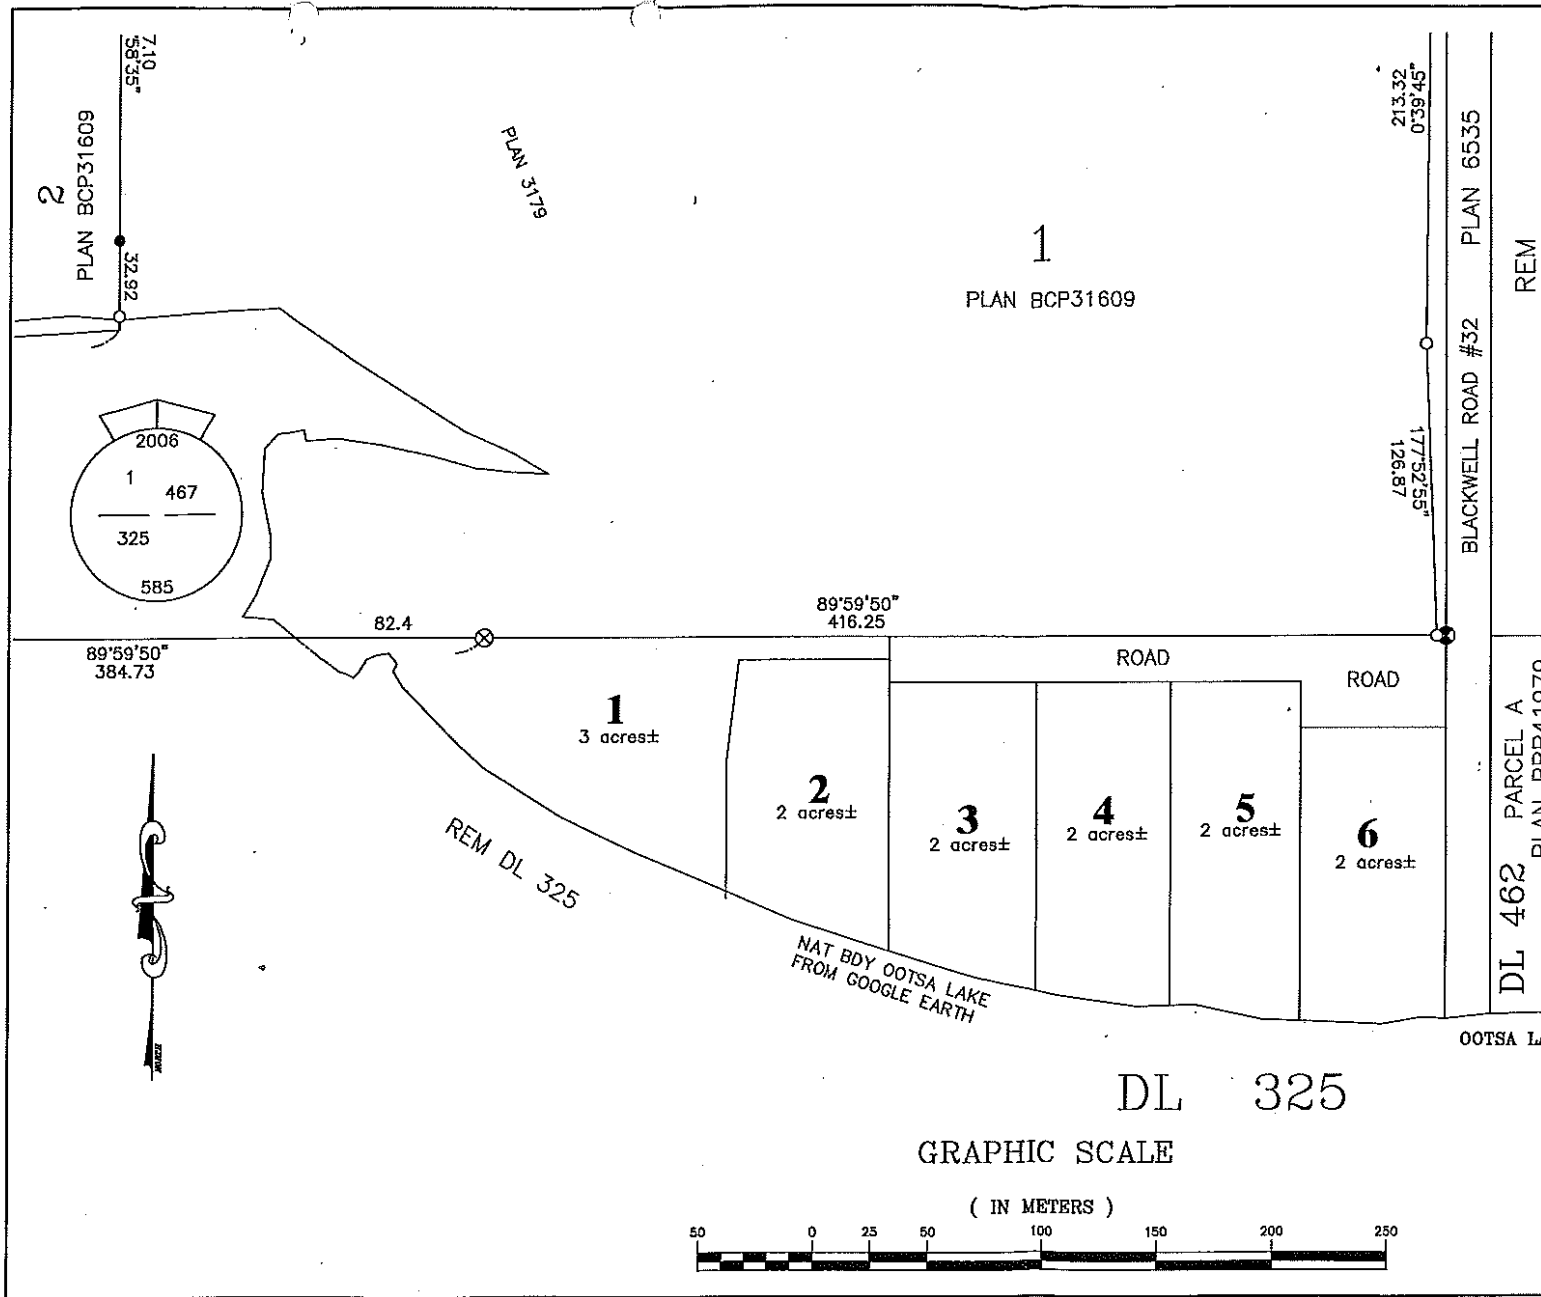 7.10
'58'35"
2
PLAN BCP31609
32.92
PLAN 3179
1
PLAN BCP31609
213.32
0°39'45"
PLAN 6535
BLACKWELL ROAD #32
REM
177°52'55"
126.87
2006
1
467
325
585
82.4
89°59'50"
416.25
89°59'50"
384.73
ROAD
ROAD
1
3 acres±
2
2 acres±
3
2 acres±
4
2 acres±
5
2 acres±
6
2 acres±
REM DL 325
NAT BDY OOTSA LAKE
FROM GOOGLE EARTH
DL 462
PARCEL A
PLAN
OOTSA
DL 325
GRAPHIC SCALE
( IN METERS )
50 0 25 50 100 150 200 250